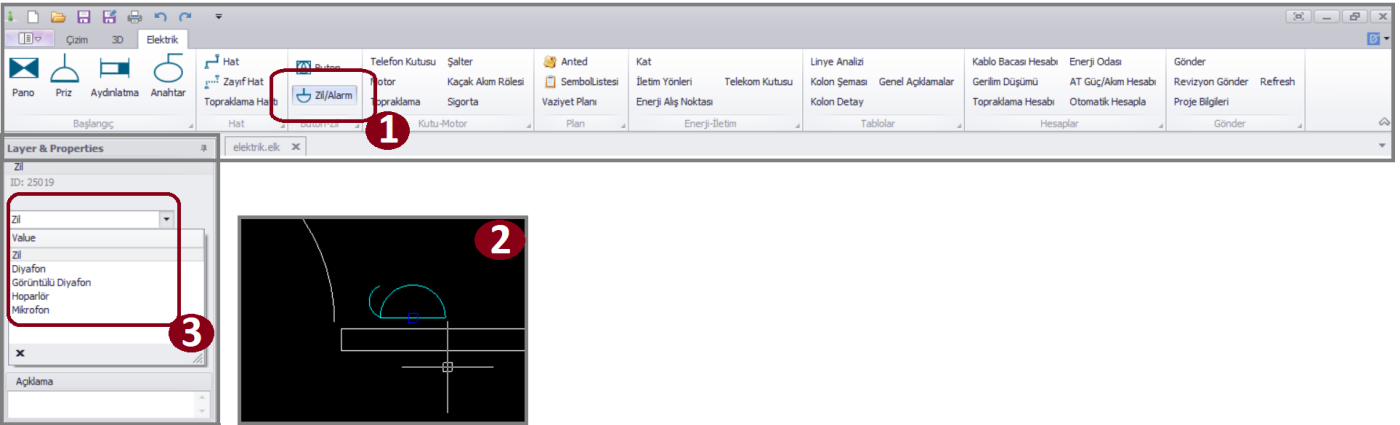 Çizim 3D Elektrik
Pano Priz Aydınlatma Anahtar
Başlangıç
Hat
Zayıf Hat
Topraklama Hattı
Hat
Buton
Zil/Alarm
Buton-Zil
1
Telefon Kutusu Şalter
Motor Kaçak Akım Rölesi
Topraklama Sigorta
Kutu-Motor
Anted
SembolListesi
Vaziyet Planı
Plan
Kat
İletim Yönleri Telekom Kutusu
Enerji Alış Noktası
Enerji-İletim
Linye Analizi
Kolon Şeması Genel Açıklamalar
Kolon Detay
Tablolar
Kablo Bacası Hesabı Enerji Odası
Gerilim Düşümü AT Güç/Akım Hesabı
Topraklama Hesabı Otomatik Hesapla
Hesaplar
Gönder
Revizyon Gönder Refresh
Proje Bilgileri
Gönder
Layer & Properties
elektrik.elk
Zil
ID: 25019
Zil
Value
Zil
Diyafon
Görüntülü Diyafon
Hoparlör
Mikrofon
3
Açıklama
2